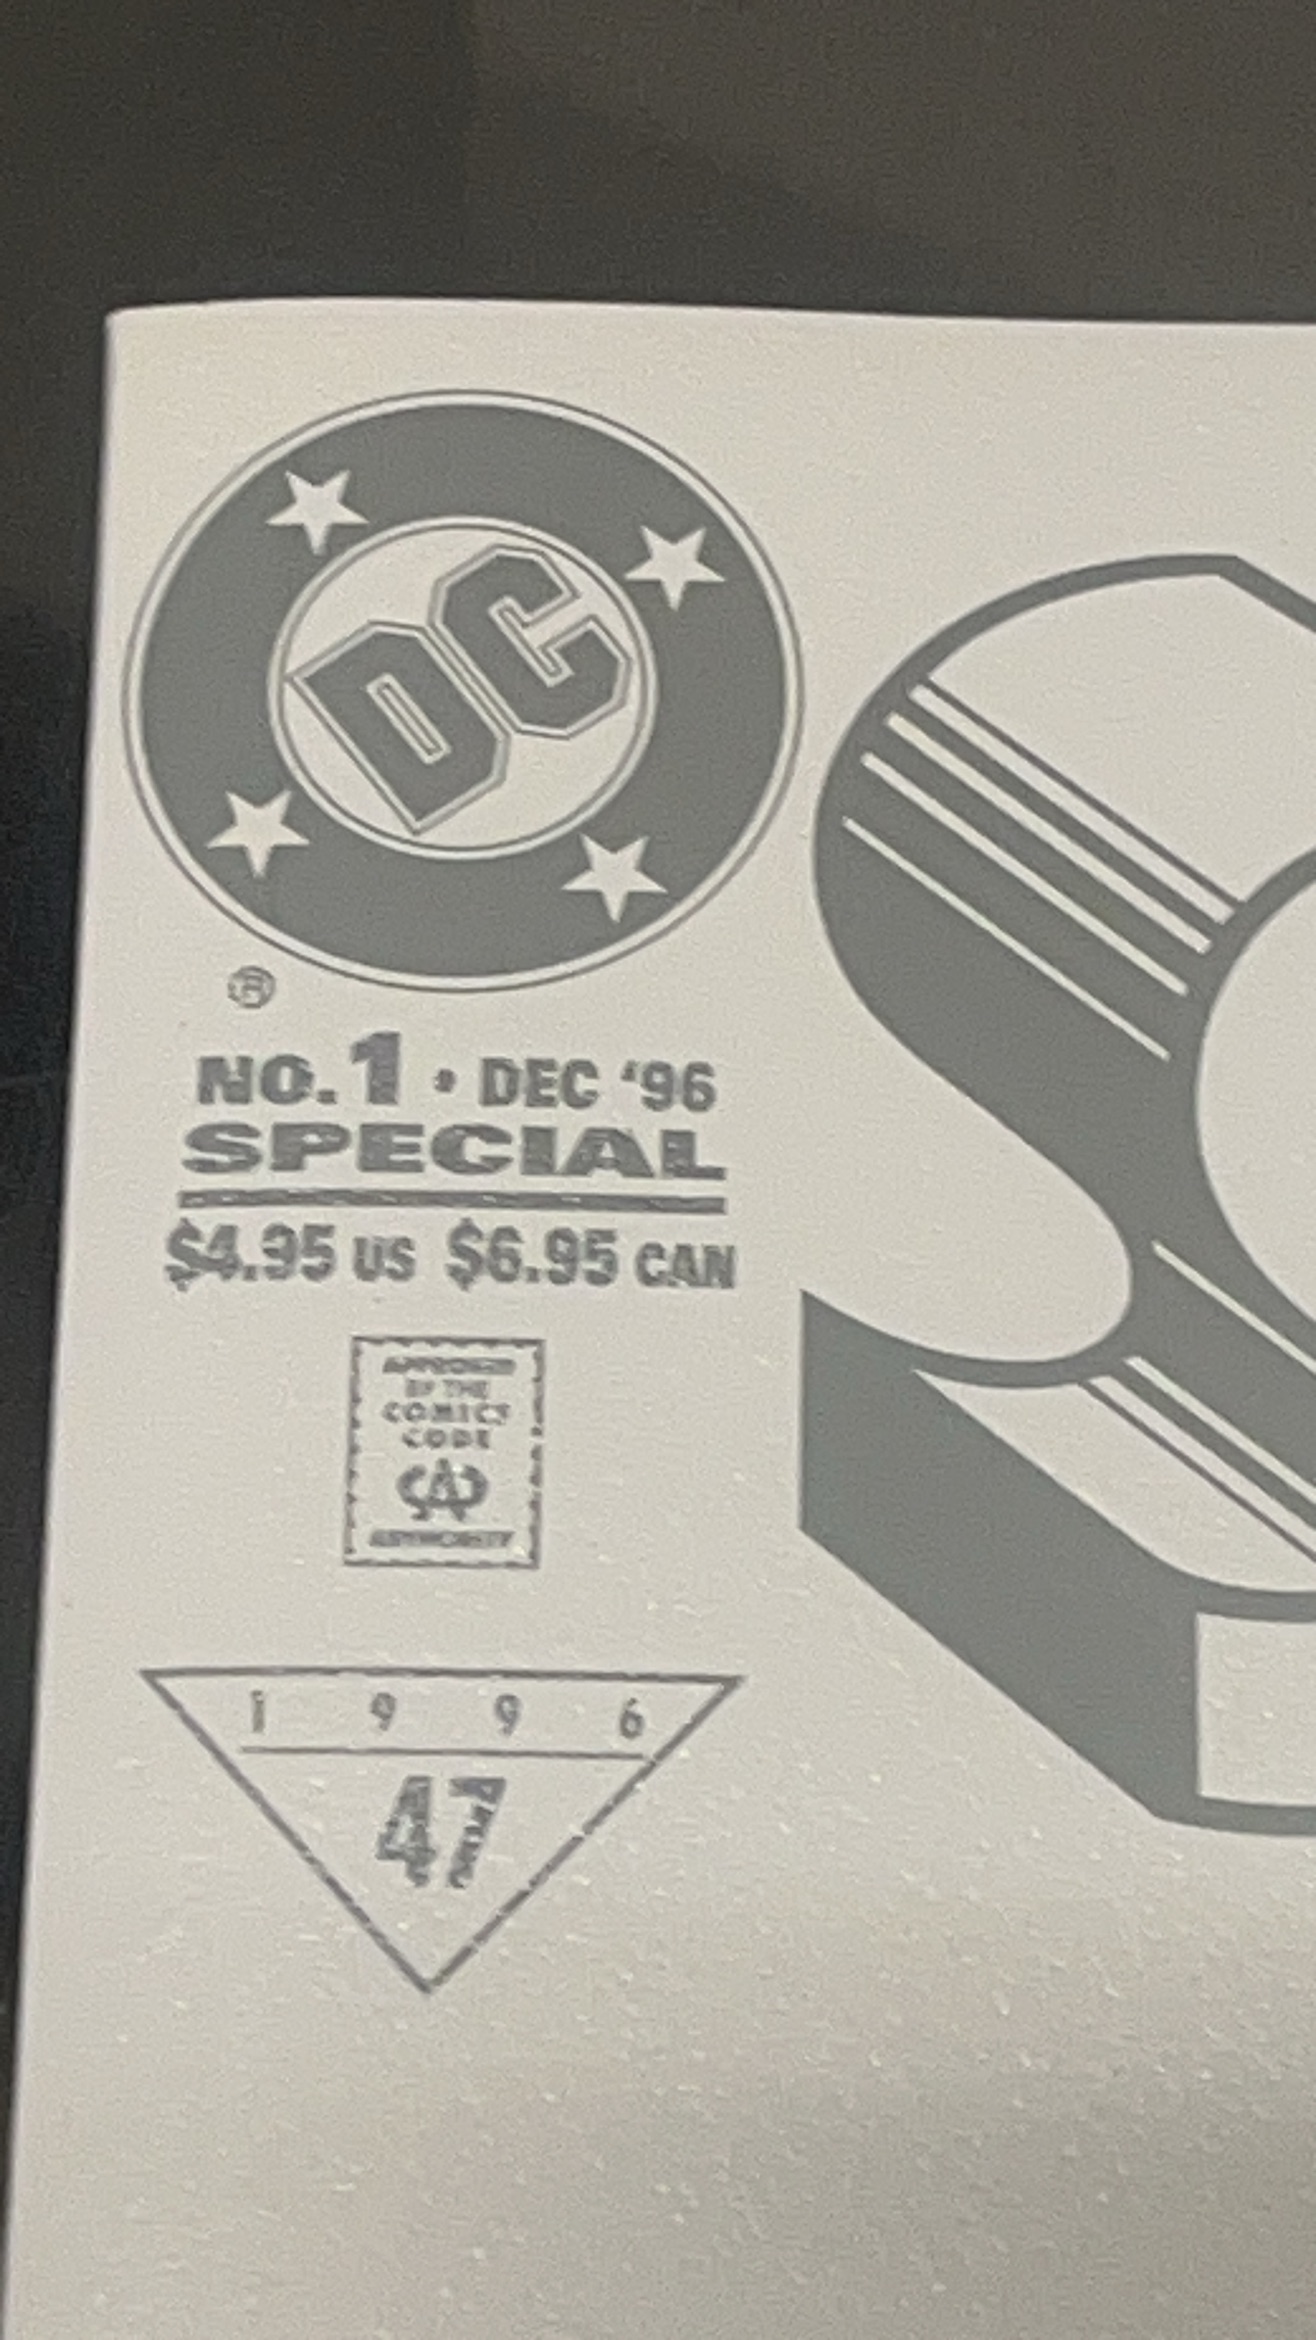 DC
®
NO. 1 • DEC '96
SPECIAL
$4.95 US $6.95 CAN
APPROVED
BY THE
COMICS
CODE
CA
AUTHORITY
1 9 9 6
47